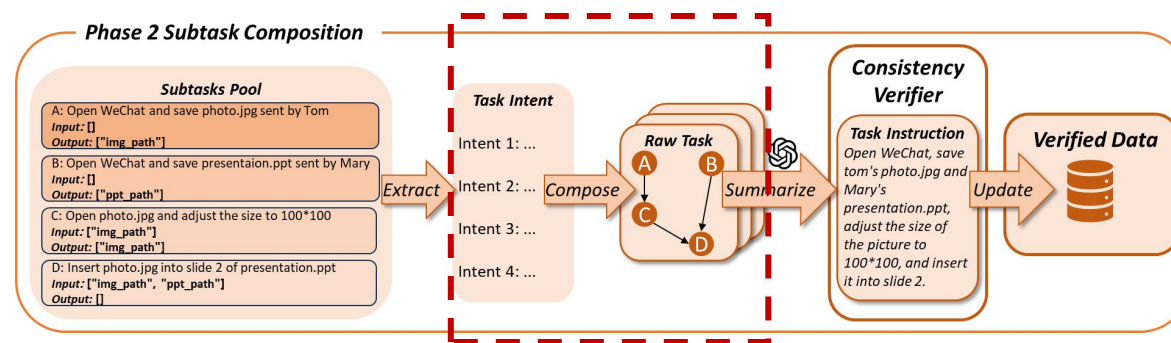 Phase 2 Subtask Composition
Subtasks Pool
A: Open WeChat and save photo.jpg sent by Tom
Input: []
Output: ["img_path"]
B: Open WeChat and save presentaion.ppt sent by Mary
Input: []
Output: ["ppt_path"]
C: Open photo.jpg and adjust the size to 100*100
Input: ["img_path"]
Output: ["img_path"]
D: Insert photo.jpg into slide 2 of presentation.ppt
Input: ["img_path", "ppt_path"]
Output: []
Extract
Task Intent
Intent 1: ...
Intent 2: ...
Intent 3: ...
Intent 4: ...
Compose
Raw Task
A
B
C
D
Summarize
Consistency
Verifier
Task Instruction
Open WeChat, save
tom's photo.jpg and
Mary's
presentation.ppt,
adjust the size of
the picture to
100*100, and insert
it into slide 2.
Update
Verified Data